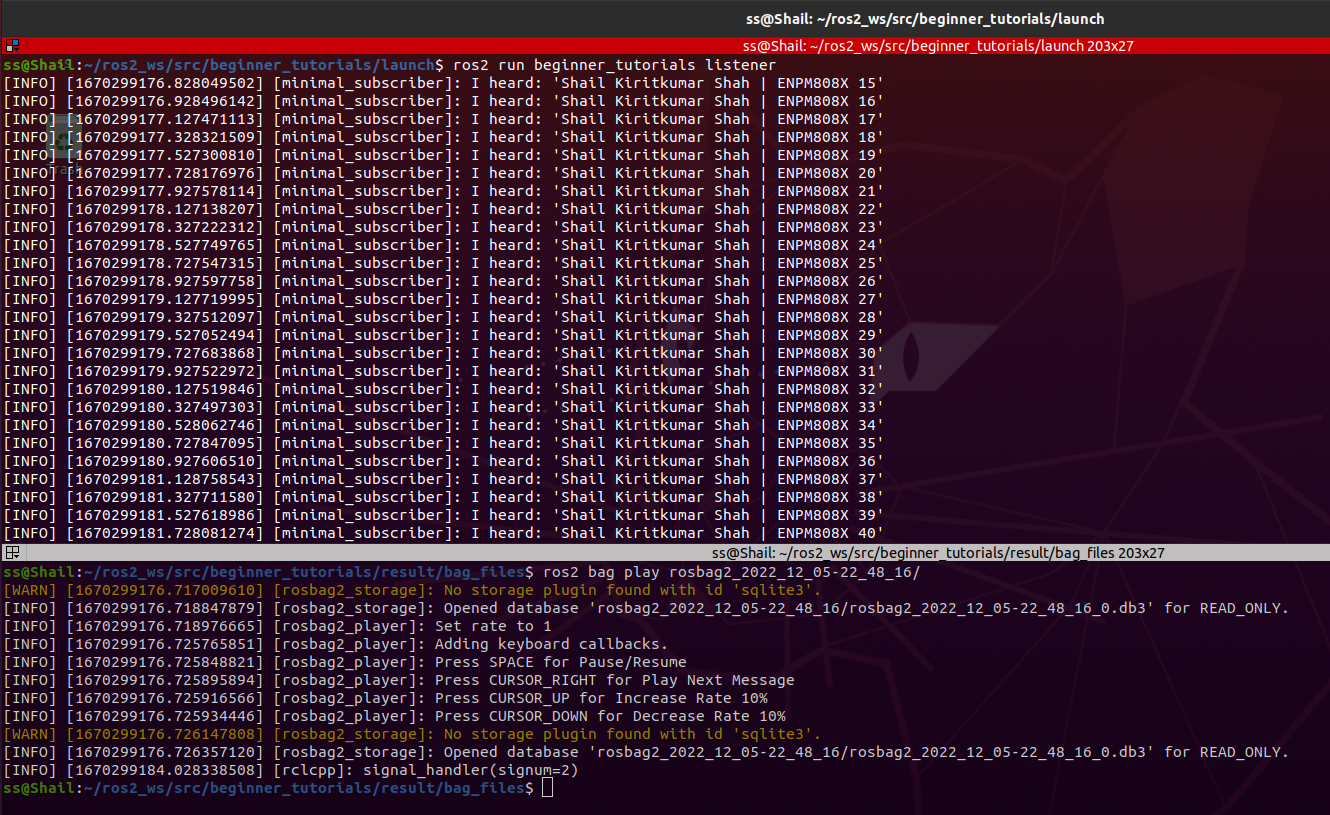 ss@Shail: ~/ros2_ws/src/beginner_tutorials/launch
ss@Shail: ~/ros2_ws/src/beginner_tutorials/launch 203x27
ss@Shail:~/ros2_ws/src/beginner_tutorials/launch$ ros2 run beginner_tutorials listener
[INFO] [1670299176.828049502] [minimal_subscriber]: I heard: 'Shail Kiritkumar Shah | ENPM808X 15'
[INFO] [1670299176.928496142] [minimal_subscriber]: I heard: 'Shail Kiritkumar Shah | ENPM808X 16'
[INFO] [1670299177.127471113] [minimal_subscriber]: I heard: 'Shail Kiritkumar Shah | ENPM808X 17'
[INFO] [1670299177.328321509] [minimal_subscriber]: I heard: 'Shail Kiritkumar Shah | ENPM808X 18'
[INFO] [1670299177.527300810] [minimal_subscriber]: I heard: 'Shail Kiritkumar Shah | ENPM808X 19'
Trash
[INFO] [1670299177.728176976] [minimal_subscriber]: I heard: 'Shail Kiritkumar Shah | ENPM808X 20'
[INFO] [1670299177.927578114] [minimal_subscriber]: I heard: 'Shail Kiritkumar Shah | ENPM808X 21'
[INFO] [1670299178.127138207] [minimal_subscriber]: I heard: 'Shail Kiritkumar Shah | ENPM808X 22'
[INFO] [1670299178.327222312] [minimal_subscriber]: I heard: 'Shail Kiritkumar Shah | ENPM808X 23'
[INFO] [1670299178.527749765] [minimal_subscriber]: I heard: 'Shail Kiritkumar Shah | ENPM808X 24'
[INFO] [1670299178.727547315] [minimal_subscriber]: I heard: 'Shail Kiritkumar Shah | ENPM808X 25'
[INFO] [1670299178.927597758] [minimal_subscriber]: I heard: 'Shail Kiritkumar Shah | ENPM808X 26'
[INFO] [1670299179.127719995] [minimal_subscriber]: I heard: 'Shail Kiritkumar Shah | ENPM808X 27'
[INFO] [1670299179.327512097] [minimal_subscriber]: I heard: 'Shail Kiritkumar Shah | ENPM808X 28'
[INFO] [1670299179.527052494] [minimal_subscriber]: I heard: 'Shail Kiritkumar Shah | ENPM808X 29'
[INFO] [1670299179.727683868] [minimal_subscriber]: I heard: 'Shail Kiritkumar Shah | ENPM808X 30'
[INFO] [1670299179.927522972] [minimal_subscriber]: I heard: 'Shail Kiritkumar Shah | ENPM808X 31'
[INFO] [1670299180.127519846] [minimal_subscriber]: I heard: 'Shail Kiritkumar Shah | ENPM808X 32'
[INFO] [1670299180.327497303] [minimal_subscriber]: I heard: 'Shail Kiritkumar Shah | ENPM808X 33'
[INFO] [1670299180.528062746] [minimal_subscriber]: I heard: 'Shail Kiritkumar Shah | ENPM808X 34'
[INFO] [1670299180.727847095] [minimal_subscriber]: I heard: 'Shail Kiritkumar Shah | ENPM808X 35'
[INFO] [1670299180.927606510] [minimal_subscriber]: I heard: 'Shail Kiritkumar Shah | ENPM808X 36'
[INFO] [1670299181.128758543] [minimal_subscriber]: I heard: 'Shail Kiritkumar Shah | ENPM808X 37'
[INFO] [1670299181.327711580] [minimal_subscriber]: I heard: 'Shail Kiritkumar Shah | ENPM808X 38'
[INFO] [1670299181.527618986] [minimal_subscriber]: I heard: 'Shail Kiritkumar Shah | ENPM808X 39'
[INFO] [1670299181.728081274] [minimal_subscriber]: I heard: 'Shail Kiritkumar Shah | ENPM808X 40'
ss@Shail: ~/ros2_ws/src/beginner_tutorials/result/bag_files 203x27
ss@Shail:~/ros2_ws/src/beginner_tutorials/result/bag_files$ ros2 bag play rosbag2_2022_12_05-22_48_16/
[WARN] [1670299176.717009610] [rosbag2_storage]: No storage plugin found with id 'sqlite3'.
[INFO] [1670299176.718847879] [rosbag2_storage]: Opened database 'rosbag2_2022_12_05-22_48_16/rosbag2_2022_12_05-22_48_16_0.db3' for READ_ONLY.
[INFO] [1670299176.718976665] [rosbag2_player]: Set rate to 1
[INFO] [1670299176.725765851] [rosbag2_player]: Adding keyboard callbacks.
[INFO] [1670299176.725848821] [rosbag2_player]: Press SPACE for Pause/Resume
[INFO] [1670299176.725895894] [rosbag2_player]: Press CURSOR_RIGHT for Play Next Message
[INFO] [1670299176.725916566] [rosbag2_player]: Press CURSOR_UP for Increase Rate 10%
[INFO] [1670299176.725934446] [rosbag2_player]: Press CURSOR_DOWN for Decrease Rate 10%
[WARN] [1670299176.726147808] [rosbag2_storage]: No storage plugin found with id 'sqlite3'.
[INFO] [1670299176.726357120] [rosbag2_storage]: Opened database 'rosbag2_2022_12_05-22_48_16/rosbag2_2022_12_05-22_48_16_0.db3' for READ_ONLY.
[INFO] [1670299184.028338508] [rclcpp]: signal_handler(signum=2)
ss@Shail:~/ros2_ws/src/beginner_tutorials/result/bag_files$